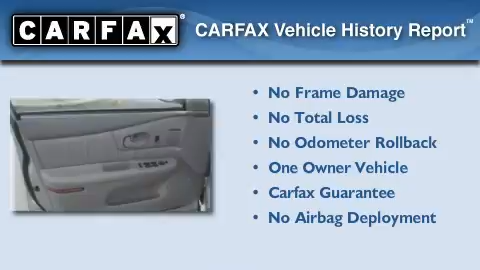 CARFAX
CARFAX Vehicle History Report™
• No Frame Damage
• No Total Loss
• No Odometer Rollback
• One Owner Vehicle
• Carfax Guarantee
• No Airbag Deployment